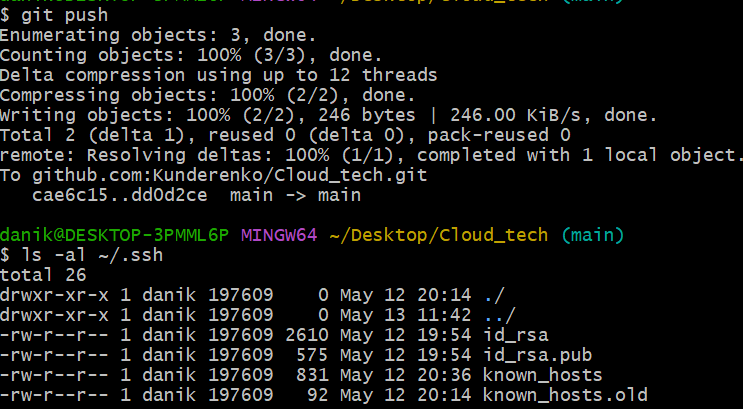 danik@DESKTOP-3PMML6P MINGW64 ~/Desktop/Cloud_tech (main)
$ git push
Enumerating objects: 3, done.
Counting objects: 100% (3/3), done.
Delta compression using up to 12 threads
Compressing objects: 100% (2/2), done.
Writing objects: 100% (2/2), 246 bytes | 246.00 KiB/s, done.
Total 2 (delta 1), reused 0 (delta 0), pack-reused 0
remote: Resolving deltas: 100% (1/1), completed with 1 local object.
To github.com:Kunderenko/Cloud_tech.git
   cae6c15..dd0d2ce  main -> main

danik@DESKTOP-3PMML6P MINGW64 ~/Desktop/Cloud_tech (main)
$ ls -al ~/.ssh
total 26
drwxr-xr-x 1 danik 197609    0 May 12 20:14 ./
drwxr-xr-x 1 danik 197609    0 May 13 11:42 ../
-rw-r--r-- 1 danik 197609 2610 May 12 19:54 id_rsa
-rw-r--r-- 1 danik 197609  575 May 12 19:54 id_rsa.pub
-rw-r--r-- 1 danik 197609  831 May 12 20:36 known_hosts
-rw-r--r-- 1 danik 197609   92 May 12 20:14 known_hosts.old